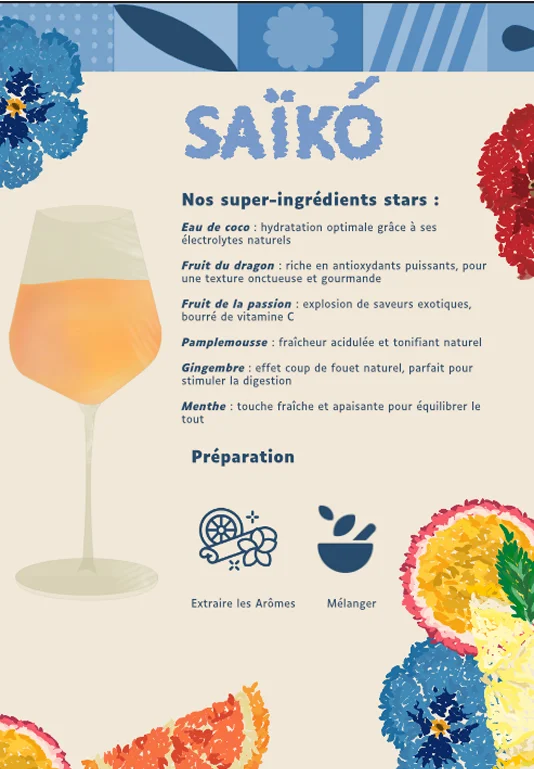 SAÏKÓ
Nos super-ingrédients stars :
Eau de coco : hydratation optimale grâce à ses
électrolytes naturels
Fruit du dragon : riche en antioxydants puissants, pour
une texture onctueuse et gourmande
Fruit de la passion : explosion de saveurs exotiques,
bourré de vitamine C
Pamplemousse : fraîcheur acidulée et tonifiant naturel
Gingembre : effet coup de fouet naturel, parfait pour
stimuler la digestion
Menthe : touche fraîche et apaisante pour équilibrer le
tout
Préparation
Extraire les Arômes
Mélanger